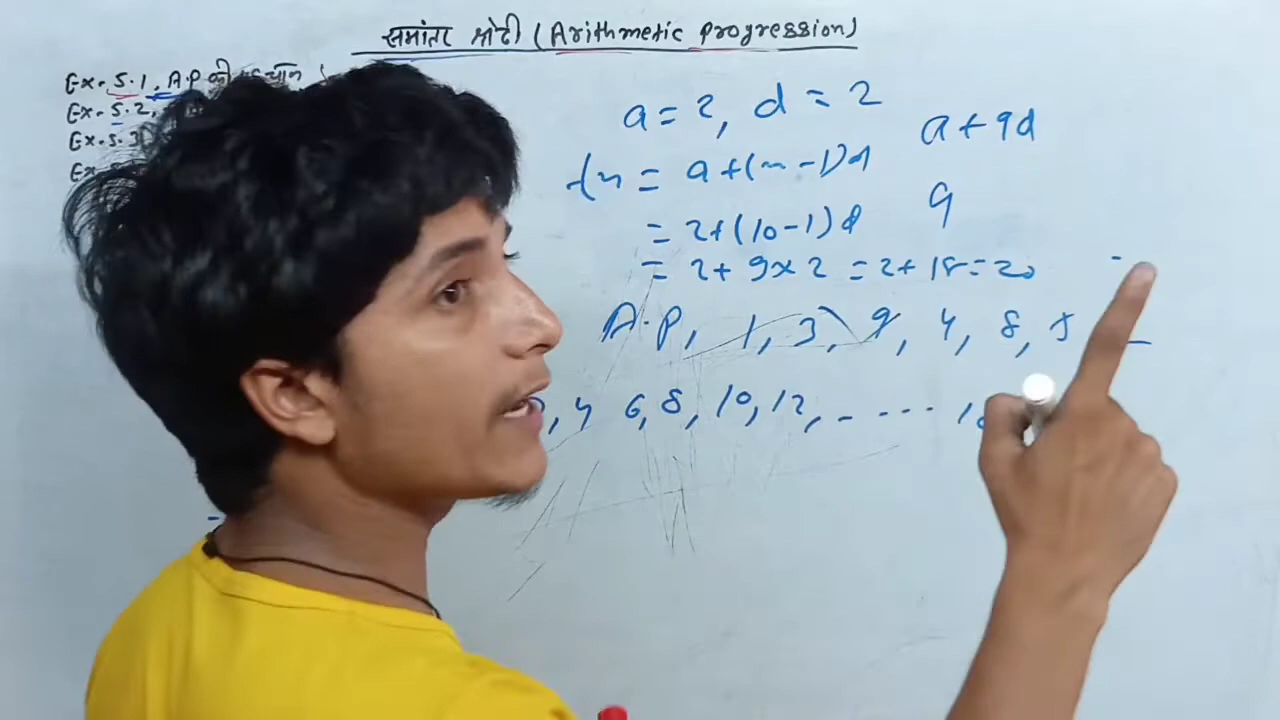 समांतर श्रेढी (Arithmetic Progression)
Ex. 5.1, A.P की
Ex. 5.2,
Ex. 5.3
Ex.
a = 2, d = 2
a + 9d
tn = a + (n - 1)d
= 2 + (10 - 1) d
9
= 2 + 9 x 2 = 2 + 18 = 20
A.P, 1, 3, 9, 4, 8, 5
, 4 6, 8, 10, 12, - - - -